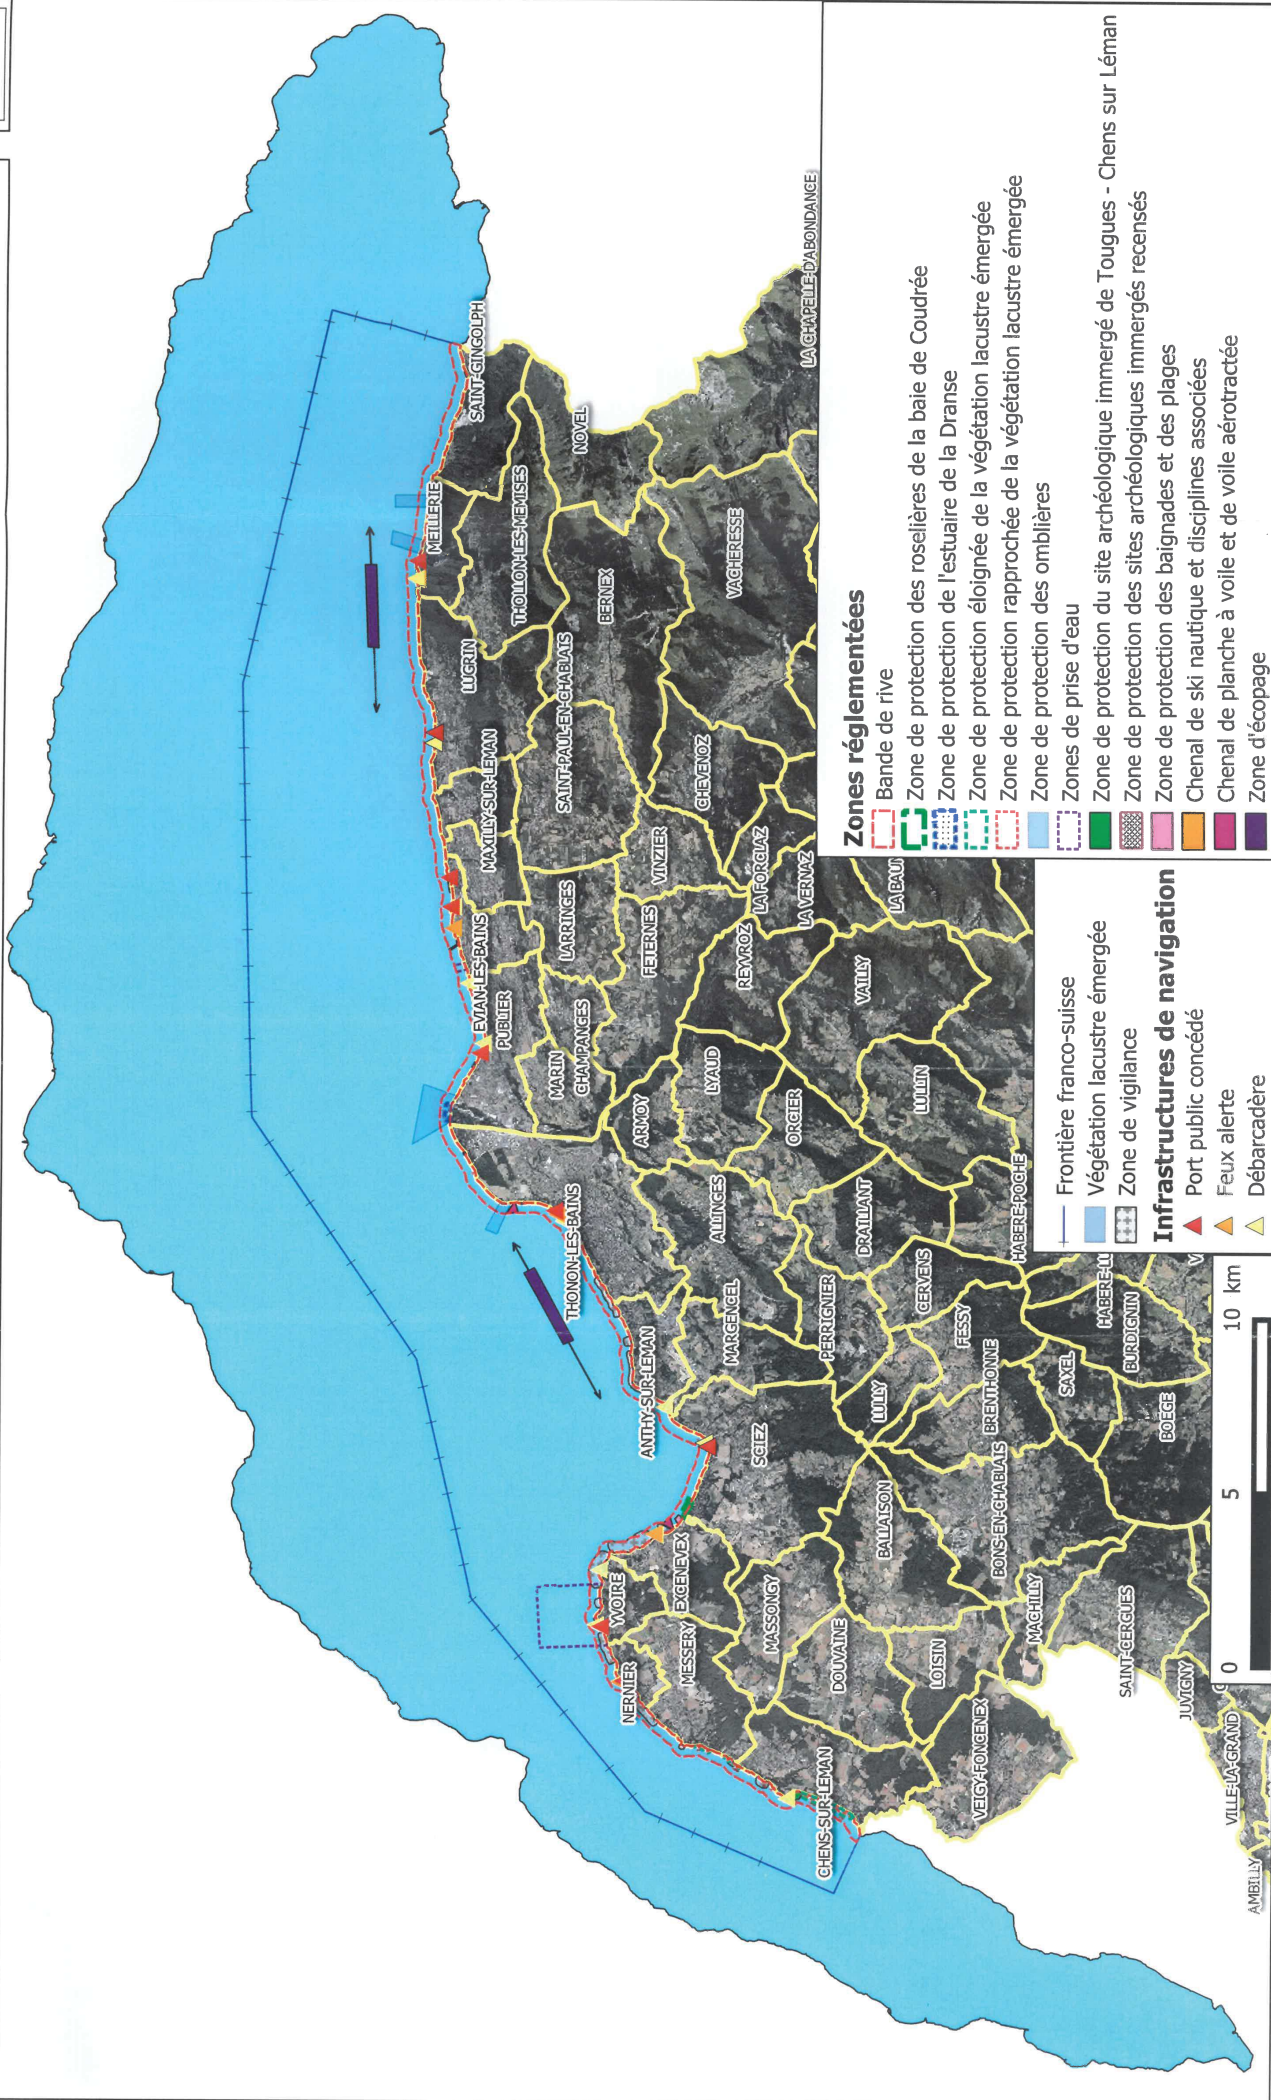 SAINT-GINGOLPH
NOVEL
LA CHAPELLE-D'ABONDANCE
MEILLERIE
THOLLON-LES-MEMISES
LUGRIN
BERNEX
VACHERESSE
SAINT-PAUL-EN-CHABLAIS
MAXILLY-SUR-LEMAN
CHEVENOZ
EVIAN-LES-BAINS
PUBLIER
LARRINGES
VINZIER
FETERNES
LA FORCLAZ
LA VERNAZ
LA BAU
MARIN
CHAMPANGES
REYVROZ
VAILLY
ARMOY
LYAUD
ORCIER
LULLIN
THONON-LES-BAINS
ALLINGES
DRAILLANT
HABERE-POCHE
MARGENCEL
PERRIGNIER
CERVENS
FESSY
HABERE-LU
BURDIGNIN
V
ANTHY-SUR-LEMAN
SCIEZ
LULLY
BRENTHONNE
SAXEL
BOEGE
YVOIRE
EXCENEVEX
BALLAISON
BONS-EN-CHABLAIS
NERNIER
MESSERY
MASSONGY
DOUVAINE
LOISIN
MACHILLY
SAINT-CERGUES
JUVIGNY
CHENS-SUR-LEMAN
VEIGY-FONCENEX
VILLE-LA-GRAND
AMBILLY
0 5 10 km
Frontière franco-suisse
Végétation lacustre émergée
Zone de vigilance
Infrastructures de navigation
Port public concédé
Feux alerte
Débarcadère
Zones réglementées
Bande de rive
Zone de protection des roselières de la baie de Coudrée
Zone de protection de l'estuaire de la Dranse
Zone de protection éloignée de la végétation lacustre émergée
Zone de protection rapprochée de la végétation lacustre émergée
Zone de protection des omblières
Zones de prise d'eau
Zone de protection du site archéologique immergé de Tougues - Chens sur Léman
Zone de protection des sites archéologiques immergés recensés
Zone de protection des baignades et des plages
Chenal de ski nautique et disciplines associées
Chenal de planche à voile et de voile aérotractée
Zone d'écopage